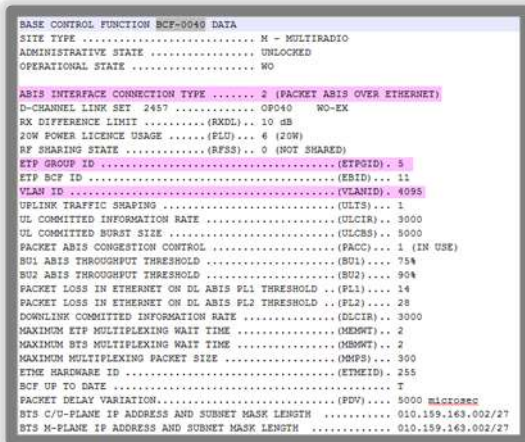 BASE CONTROL FUNCTION BCF-0040 DATA
SITE TYPE ........................ M - MULTIRADIO
ADMINISTRATIVE STATE ............. UNLOCKED
OPERATIONAL STATE ................ WO
ABIS INTERFACE CONNECTION TYPE ....... 2 (PACKET ABIS OVER ETHERNET)
D-CHANNEL LINK SET 2457 ............. OP040 WO-EX
RX DIFFERENCE LIMIT ..........(RXDL).. 10 dB
20W POWER LICENCE USAGE ......(PLU)... 6 (20W)
RF SHARING STATE .............(RFSS).. 0 (NOT SHARED)
ETP GROUP ID ...................................(ETPGID). 5
ETP BCF ID .....................................(EBID)... 11
VLAN ID ........................................(VLANID). 4095
UPLINK TRAFFIC SHAPING .........................(ULTS)... 1
UL COMMITTED INFORMATION RATE ..................(ULCIR).. 3000
UL COMMITTED BURST SIZE ........................(ULCBS).. 5000
PACKET ABIS CONGESTION CONTROL .................(PACC)... 1 (IN USE)
BU1 ABIS THROUGHPUT THRESHOLD ..................(BU1).... 75%
BU2 ABIS THROUGHPUT THRESHOLD ..................(BU2).... 90%
PACKET LOSS IN ETHERNET ON DL ABIS PL1 THRESHOLD ..(PL1).... 14
PACKET LOSS IN ETHERNET ON DL ABIS PL2 THRESHOLD ..(PL2).... 28
DOWNLINK COMMITTED INFORMATION RATE ............(DLCIR).. 3000
MAXIMUM ETP MULTIPLEXING WAIT TIME .............(MEMWT).. 2
MAXIMUM BTS MULTIPLEXING WAIT TIME .............(MBMWT).. 2
MAXIMUM MULTIPLEXING PACKET SIZE ...............(MMPS)... 300
ETME HARDWARE ID ...............................(ETMEID). 255
BCF UP TO DATE ........................................... T
PACKET DELAY VARIATION..........................(PDV).... 5000 microsec
BTS C/U-PLANE IP ADDRESS AND SUBNET MASK LENGTH ............ 010.159.163.002/27
BTS M-PLANE IP ADDRESS AND SUBNET MASK LENGTH ............. 010.159.163.002/27